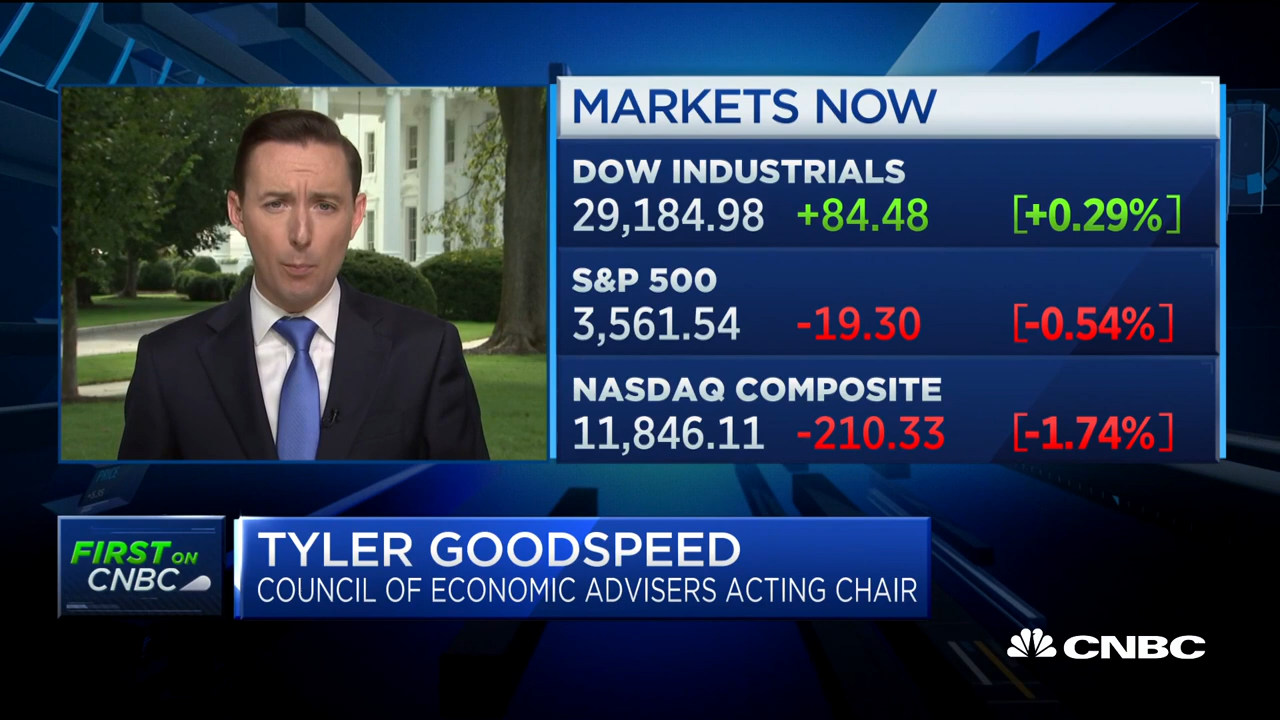 MARKETS NOW
DOW INDUSTRIALS
29,184.98 +84.48 [+0.29%]
S&P 500
3,561.54 -19.30 [-0.54%]
NASDAQ COMPOSITE
11,846.11 -210.33 [-1.74%]
PRICE
FIRST ON
CNBC
TYLER GOODSPEED
COUNCIL OF ECONOMIC ADVISERS ACTING CHAIR
CNBC